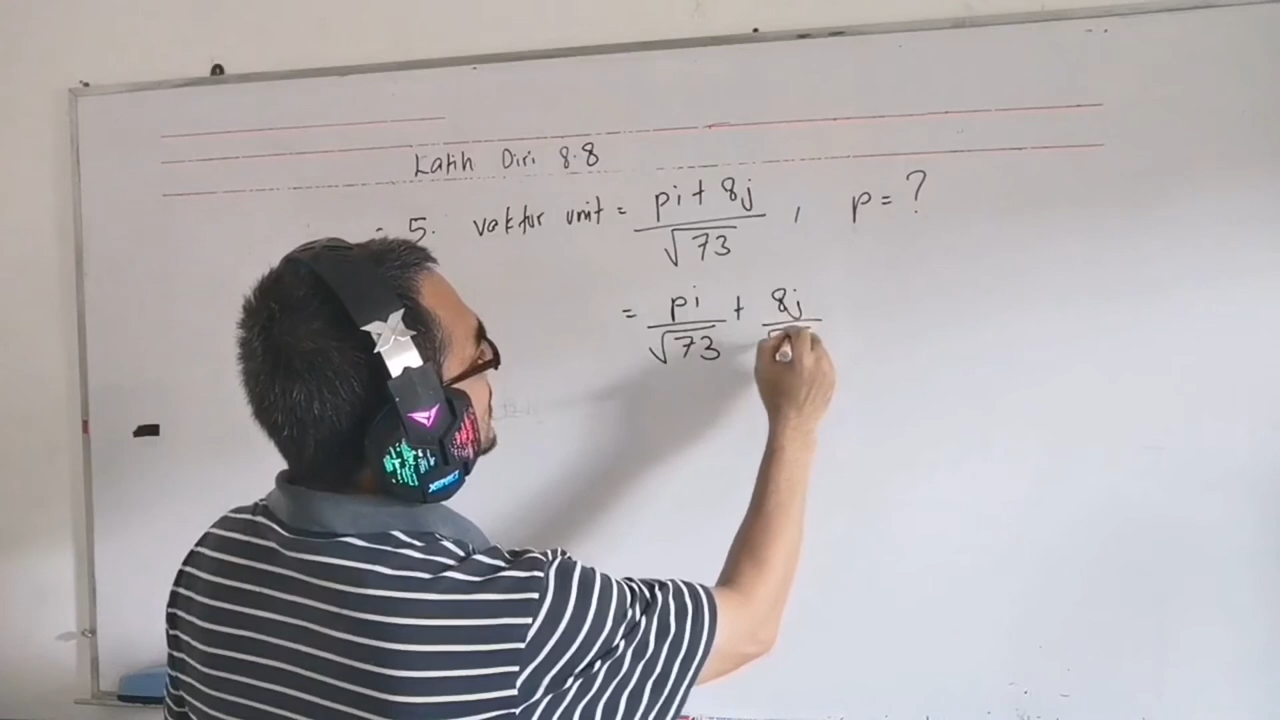 Latih Diri 8.8
5. vektor unit = pi + 8j / √73 , p = ?
= pi / √73 + 8j